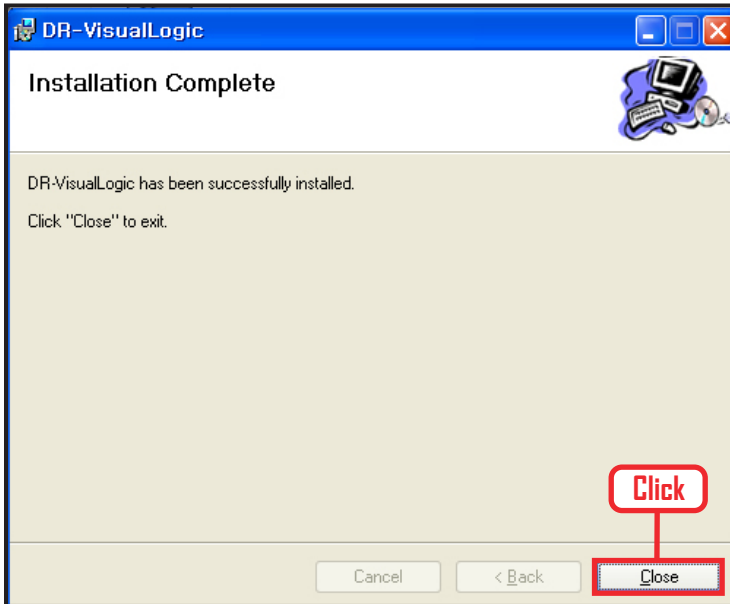 DR-VisualLogic
Installation Complete
DR-VisualLogic has been successfully installed.
Click "Close" to exit.
Click
Cancel
< Back
Close